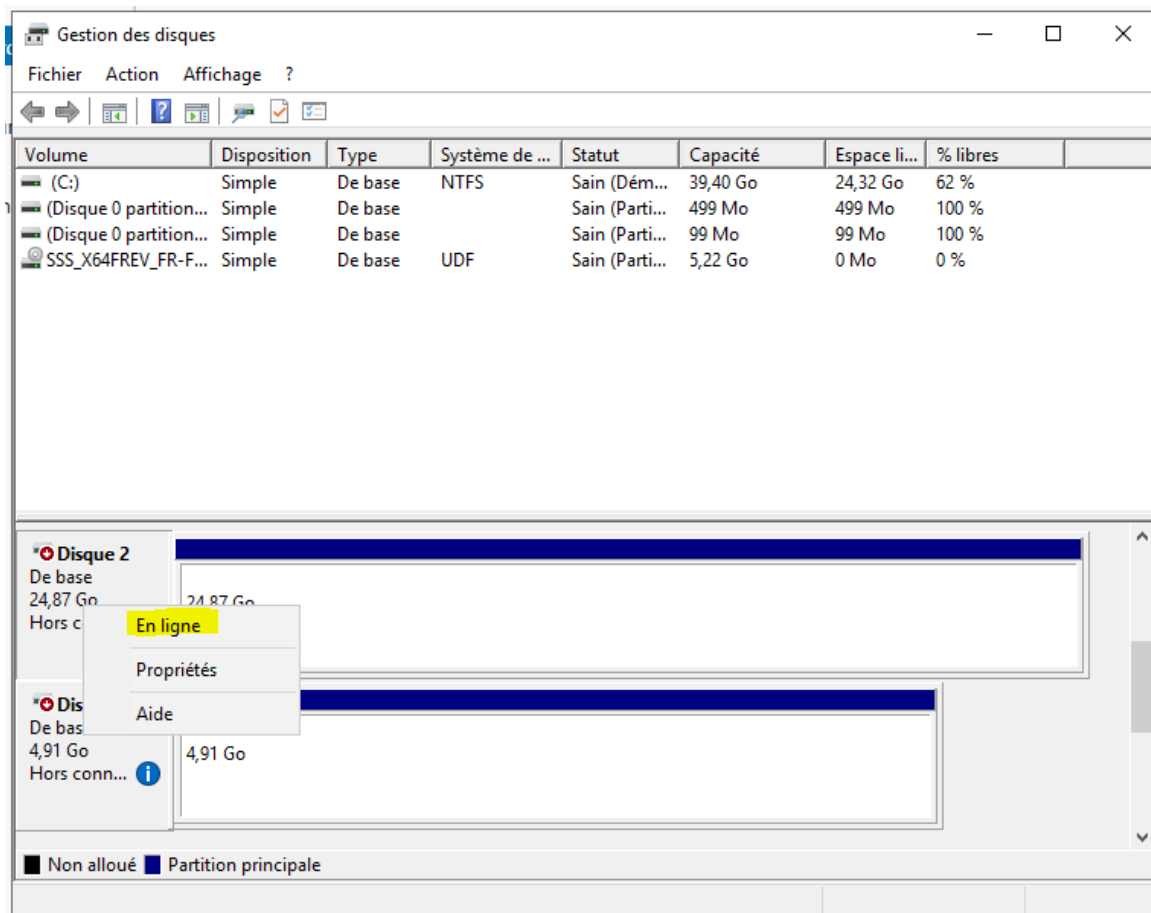 Gestion des disques
Fichier Action Affichage ?
Volume Disposition Type Système de ... Statut Capacité Espace li... % libres
(C:) Simple De base NTFS Sain (Dém... 39,40 Go 24,32 Go 62 %
(Disque 0 partition... Simple De base Sain (Parti... 499 Mo 499 Mo 100 %
(Disque 0 partition... Simple De base Sain (Parti... 99 Mo 99 Mo 100 %
SSS_X64FREV_FR-F... Simple De base UDF Sain (Parti... 5,22 Go 0 Mo 0 %
Disque 2
De base
24,87 Go 24,87 Go
Hors c
En ligne
Propriétés
Aide
Dis
De bas
4,91 Go 4,91 Go
Hors conn...
Non alloué Partition principale